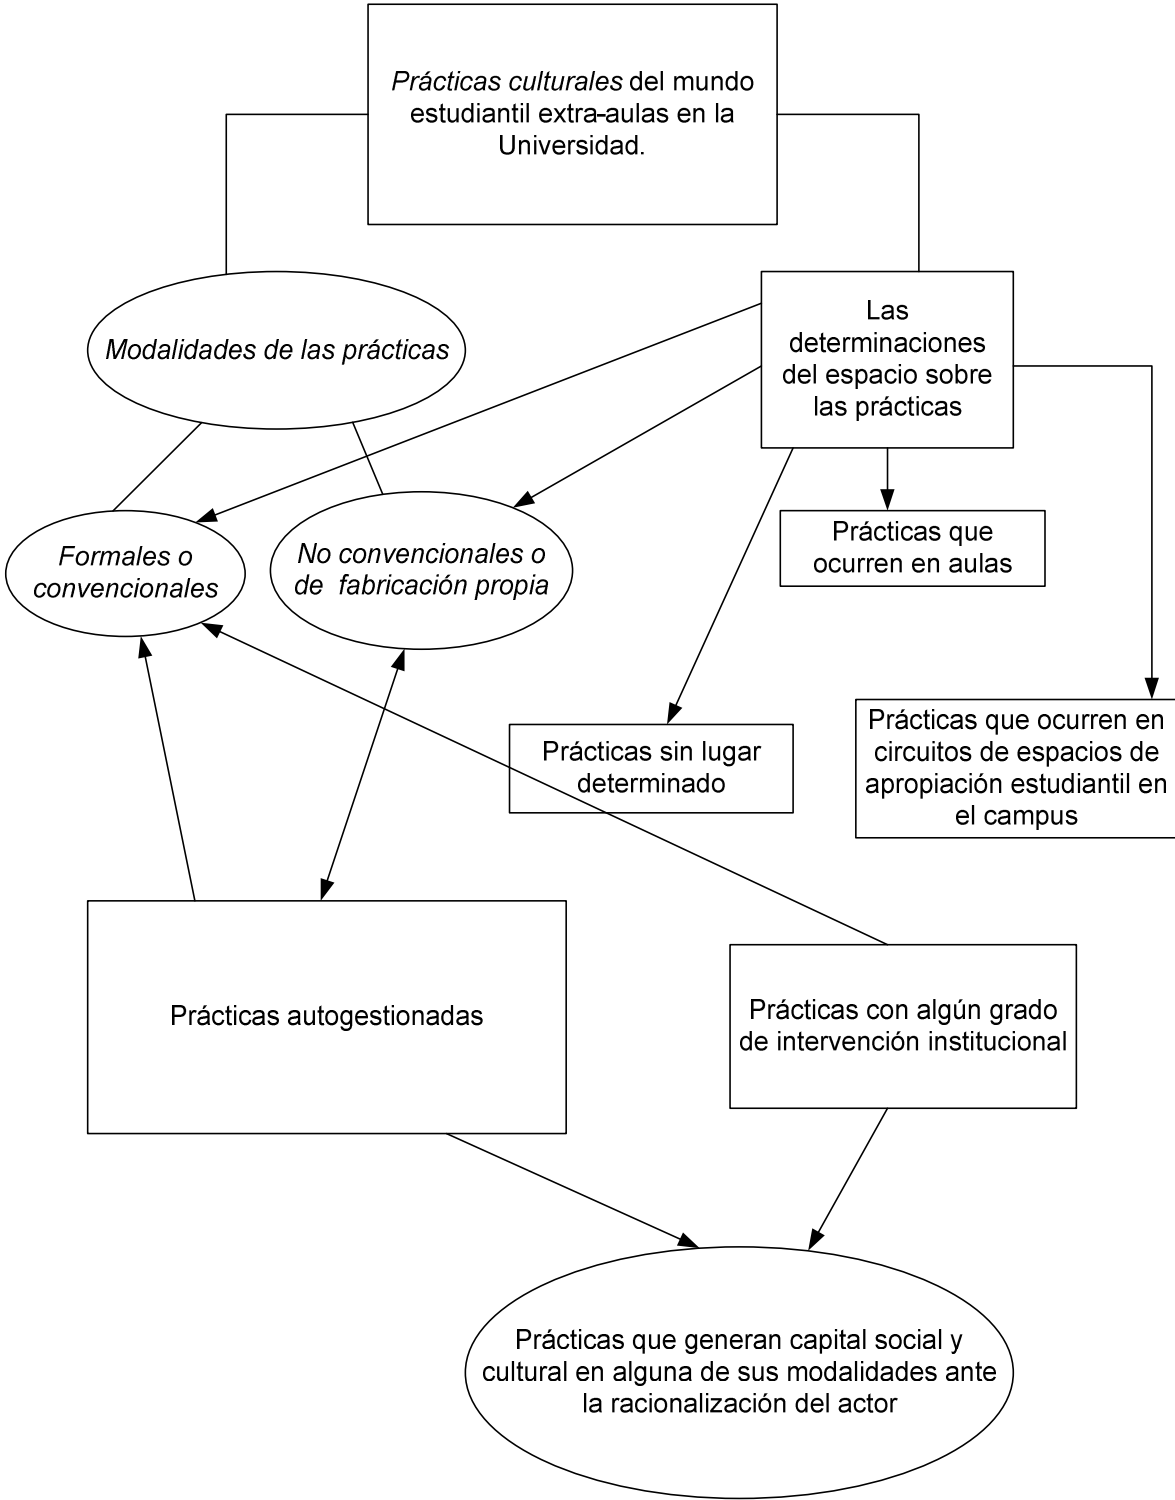 Prácticas culturales del mundo
estudiantil extra-aulas en la
Universidad.
Modalidades de las prácticas
Las
determinaciones
del espacio sobre
las prácticas
Formales o
convencionales
No convencionales o
de fabricación propia
Prácticas que
ocurren en aulas
Prácticas sin lugar
determinado
Prácticas que ocurren en
circuitos de espacios de
apropiación estudiantil en
el campus
Prácticas autogestionadas
Prácticas con algún grado
de intervención institucional
Prácticas que generan capital social y
cultural en alguna de sus modalidades ante
la racionalización del actor